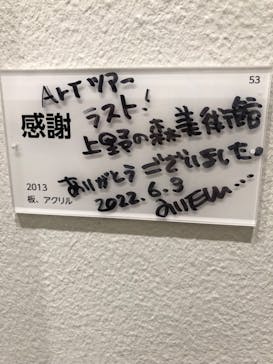 53
ArTツアー
ラスト!
感謝
上野の森美術館
ありがとうございました。
2013
板、アクリル
2022.6.3